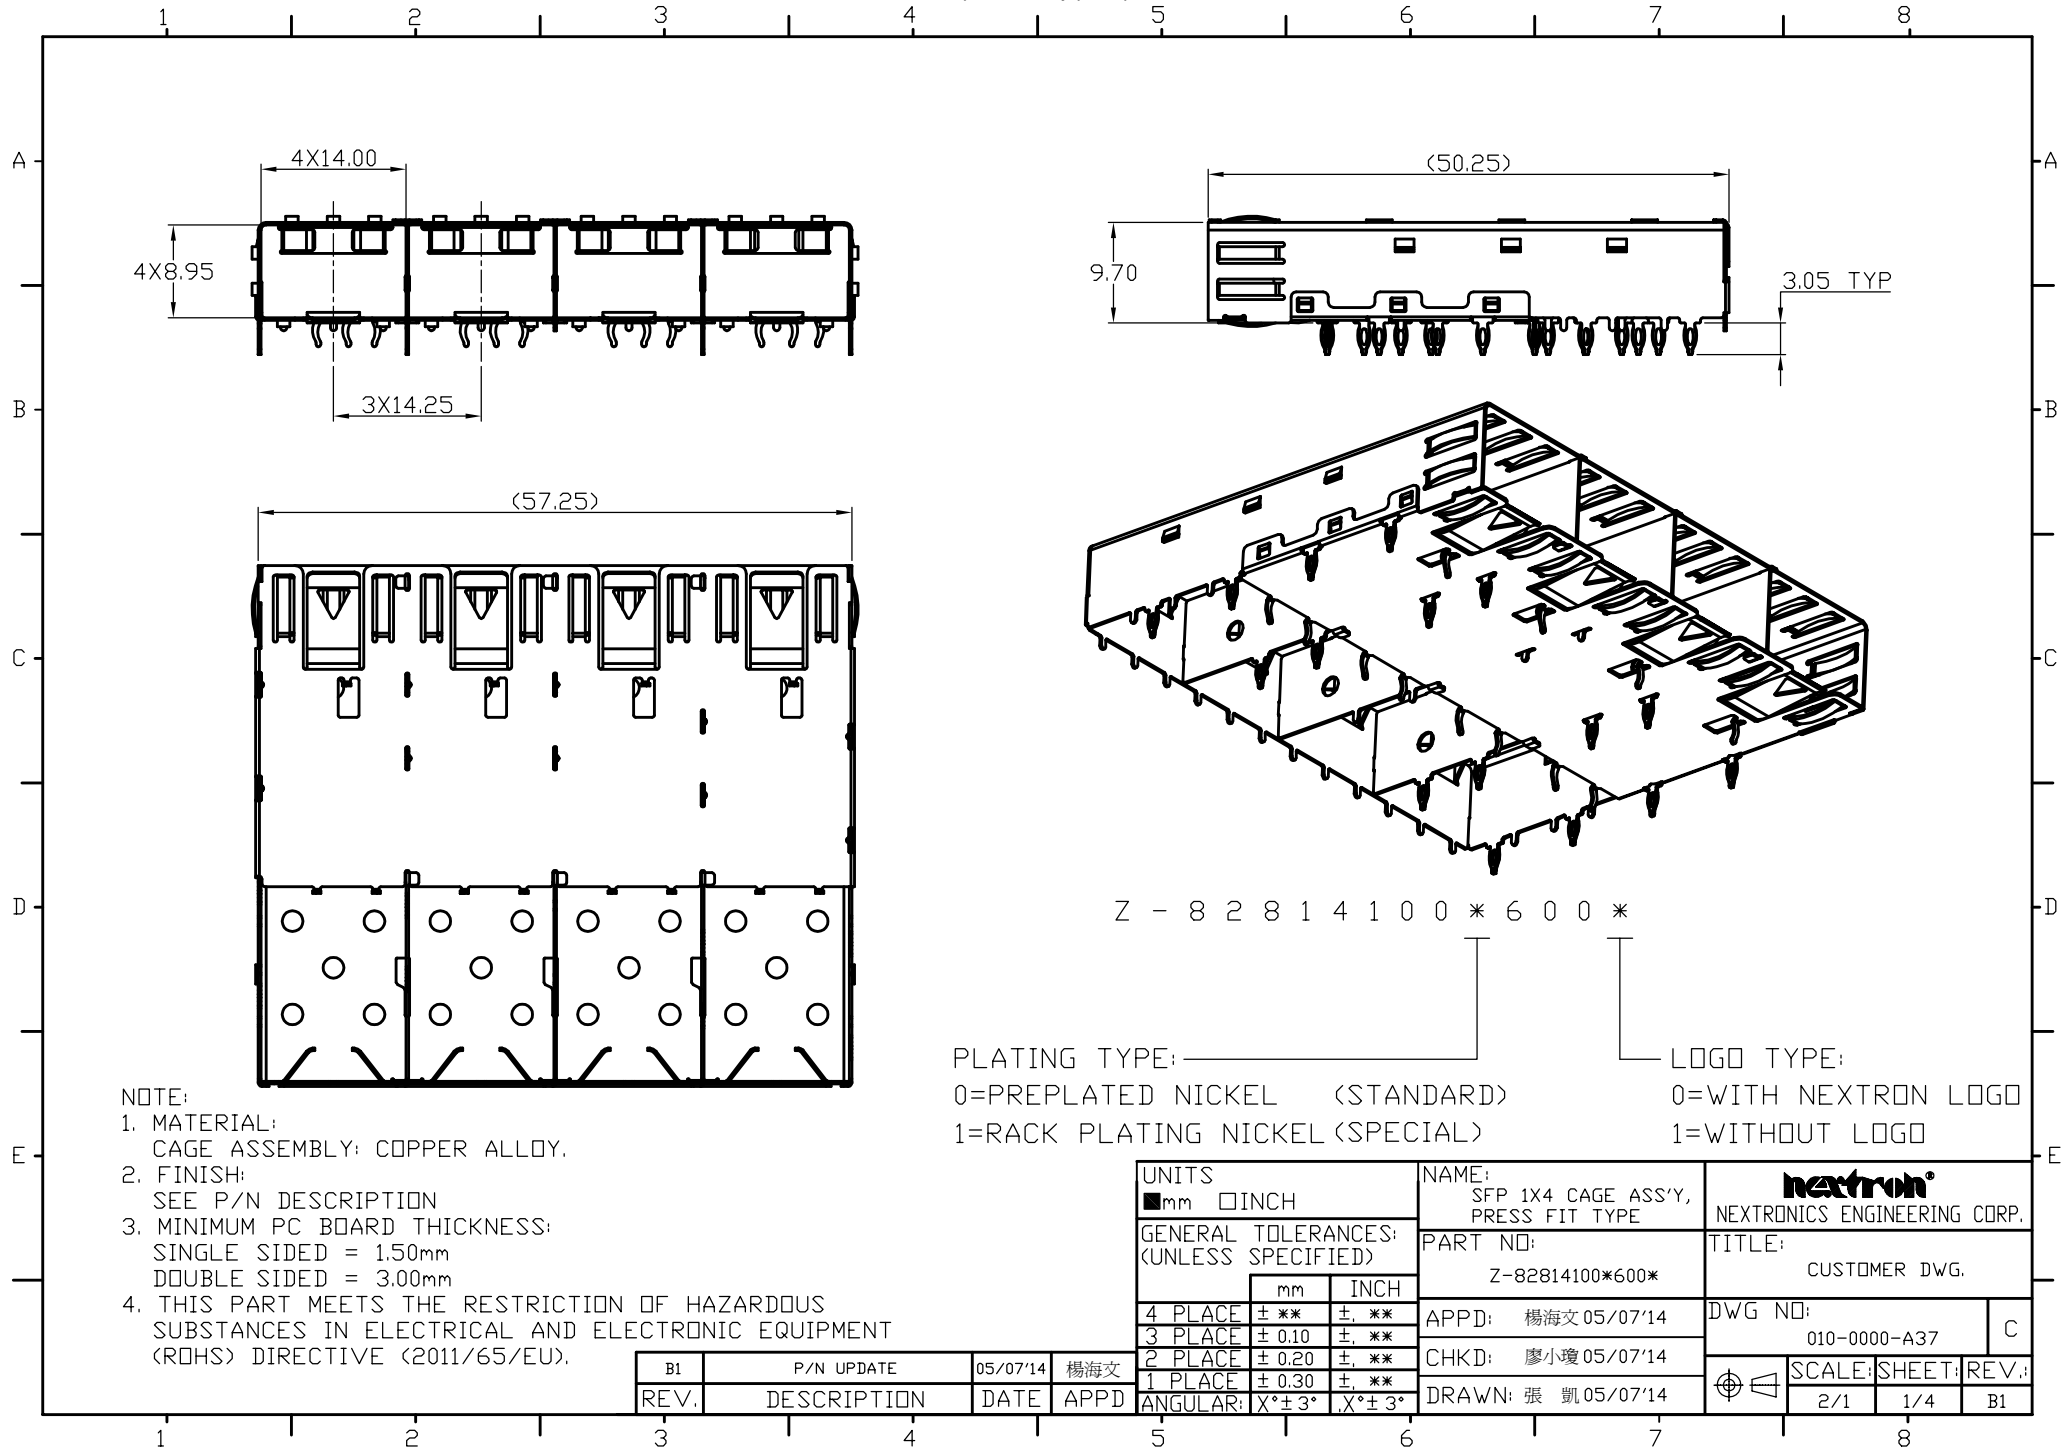 1 2 3 4 5 6 7 8
A
A
4X14.00
(50.25)
4X8.95
9.70
3.05 TYP
B
B
3X14.25
(57.25)
C
C
D
D
Z-82814100*600*
PLATING TYPE:
0=PREPLATED NICKEL (STANDARD)
1=RACK PLATING NICKEL (SPECIAL)
LOGO TYPE:
0=WITH NEXTRON LOGO
1=WITHOUT LOGO
E
E
NOTE:
1. MATERIAL:
CAGE ASSEMBLY: COPPER ALLOY.
2. FINISH:
SEE P/N DESCRIPTION
3. MINIMUM PC BOARD THICKNESS:
SINGLE SIDED = 1.50mm
DOUBLE SIDED = 3.00mm
4. THIS PART MEETS THE RESTRICTION OF HAZARDOUS
SUBSTANCES IN ELECTRICAL AND ELECTRONIC EQUIPMENT
(ROHS) DIRECTIVE (2011/65/EU).
B1 P/N UPDATE 05/07'14 楊海文
REV. DESCRIPTION DATE APPD
UNITS
■mm □INCH
GENERAL TOLERANCES:
(UNLESS SPECIFIED)
mm INCH
4 PLACE ± ** ±. **
3 PLACE ± 0.10 ±. **
2 PLACE ± 0.20 ±. **
1 PLACE ± 0.30 ±. **
ANGULAR: X°± 3° .X°± 3°
NAME:
SFP 1X4 CAGE ASS'Y,
PRESS FIT TYPE
PART NO:
Z-82814100*600*
APPD: 楊海文 05/07'14
CHKD: 廖小瓊 05/07'14
DRAWN: 張 凱 05/07'14
nextron®
NEXTRONICS ENGINEERING CORP.
TITLE:
CUSTOMER DWG.
DWG NO:
010-0000-A37
C
SCALE: SHEET: REV.:
2/1 1/4 B1
1 2 3 4 5 6 7 8